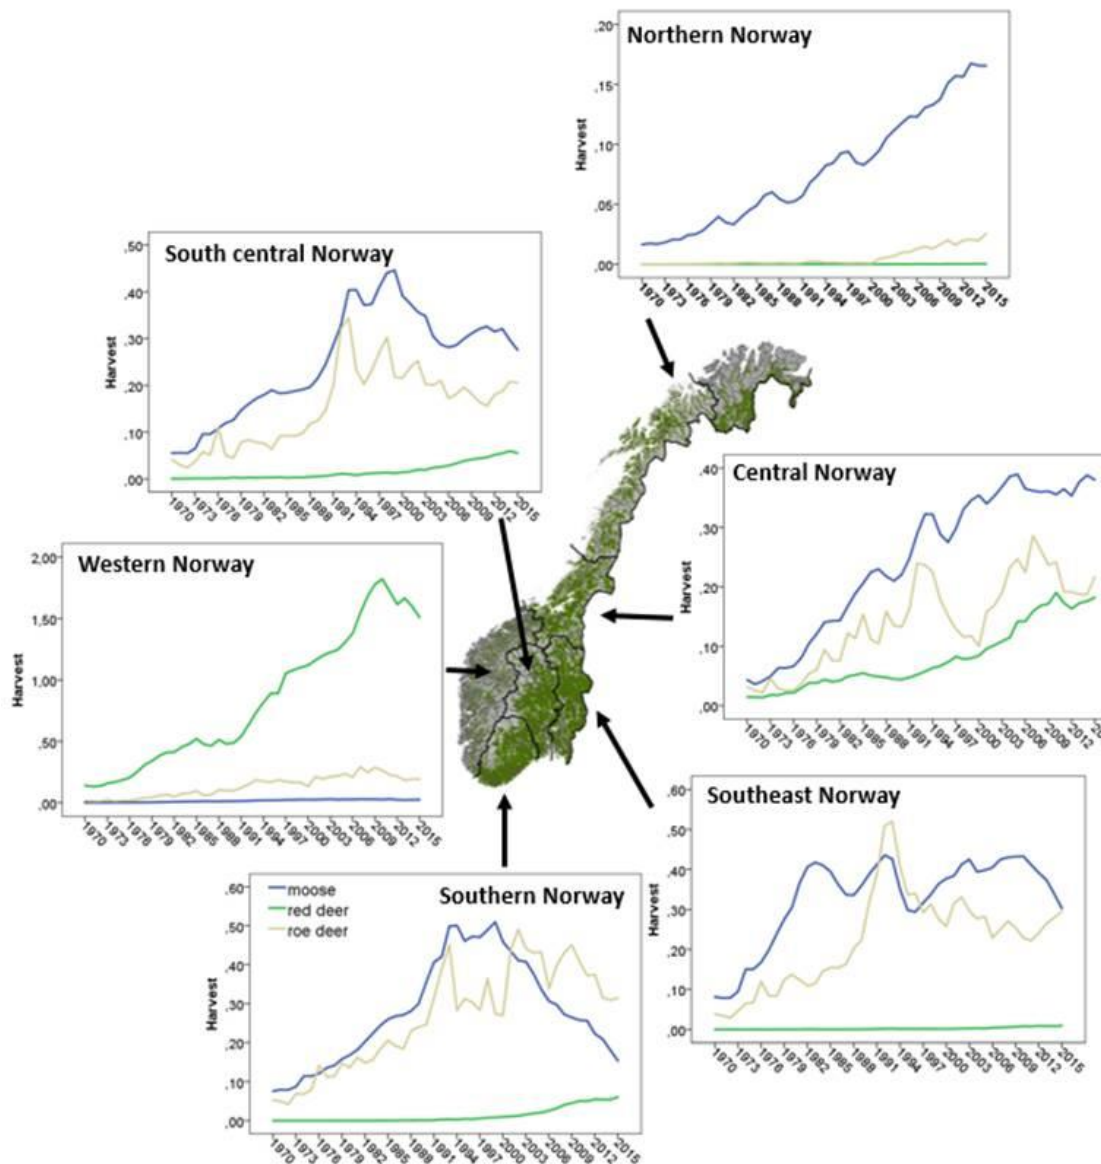 Northern Norway
Harvest
,20
,15
,10
,05
,00
1970 1973 1976 1979 1982 1985 1988 1991 1994 1997 2000 2003 2006 2009 2012 2015
South central Norway
Harvest
,50
,40
,30
,20
,10
,00
1970 1973 1976 1979 1982 1985 1988 1991 1994 1997 2000 2003 2006 2009 2012 2015
Central Norway
Harvest
,40
,30
,20
,10
,00
1970 1973 1976 1979 1982 1985 1988 1991 1994 1997 2000 2003 2006 2009 2012
Western Norway
Harvest
2,00
1,50
1,00
,50
,00
1970 1973 1976 1979 1982 1985 1988 1991 1994 1997 2000 2003 2006 2009 2012 2015
Southeast Norway
Harvest
,60
,50
,40
,30
,20
,10
,00
1970 1973 1976 1979 1982 1985 1988 1991 1994 1997 2000 2003 2006 2009 2012 2015
Southern Norway
moose
red deer
roe deer
Harvest
,60
,50
,40
,30
,20
,10
,00
1970 1973 1976 1979 1982 1985 1988 1991 1994 1997 2000 2003 2006 2009 2012 2015